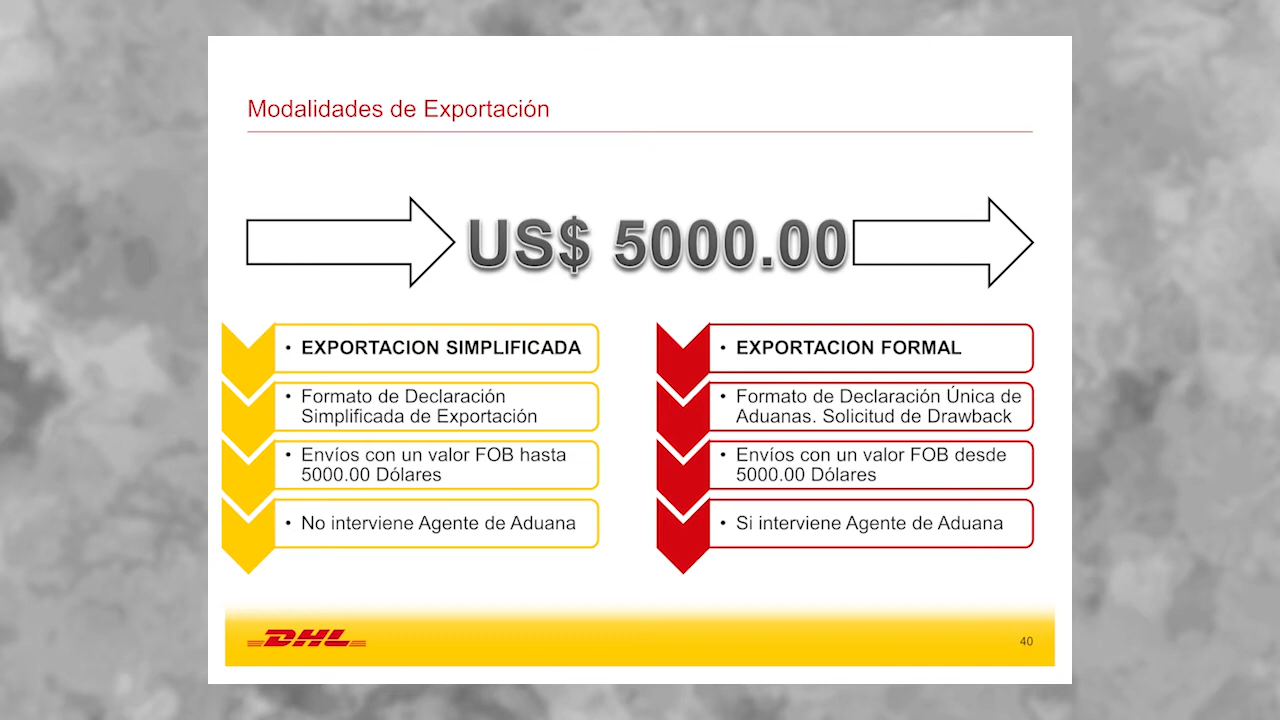 Modalidades de Exportación
US$ 5000.00
• EXPORTACION SIMPLIFICADA
• Formato de Declaración
Simplificada de Exportación
• Envíos con un valor FOB hasta
5000.00 Dólares
• No interviene Agente de Aduana
• EXPORTACION FORMAL
• Formato de Declaración Única de
Aduanas. Solicitud de Drawback
• Envíos con un valor FOB desde
5000.00 Dólares
• Si interviene Agente de Aduana
DHL
40